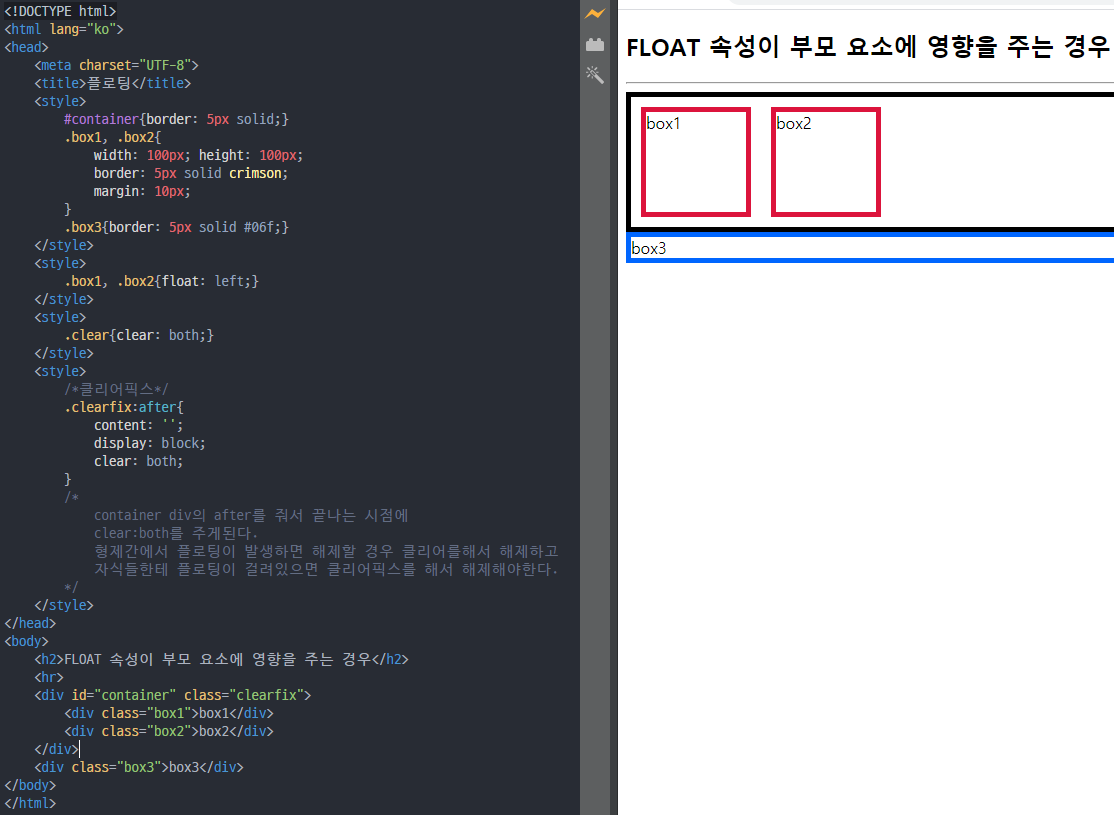 <!DOCTYPE html>
<html lang="ko">
<head>
    <meta charset="UTF-8">
    <title>플로팅</title>
    <style>
        #container{border: 5px solid;}
        .box1, .box2{
            width: 100px; height: 100px;
            border: 5px solid crimson;
            margin: 10px;
        }
        .box3{border: 5px solid #06f;}
    </style>
    <style>
        .box1, .box2{float: left;}
    </style>
    <style>
        .clear{clear: both;}
    </style>
    <style>
        /*클리어픽스*/
        .clearfix:after{
            content: '';
            display: block;
            clear: both;
        }
        /*
            container div의 after를 줘서 끝나는 시점에
            clear:both를 주게된다.
            형제간에서 플로팅이 발생하면 해제할 경우 클리어를해서 해제하고
            자식들한테 플로팅이 걸려있으면 클리어픽스를 해서 해제해야한다.
        */
    </style>
</head>
<body>
    <h2>FLOAT 속성이 부모 요소에 영향을 주는 경우</h2>
    <hr>
    <div id="container" class="clearfix">
        <div class="box1">box1</div>
        <div class="box2">box2</div>
    </div>
    <div class="box3">box3</div>
</body>
</html>
FLOAT 속성이 부모 요소에 영향을 주는 경우
box1 box2
box3